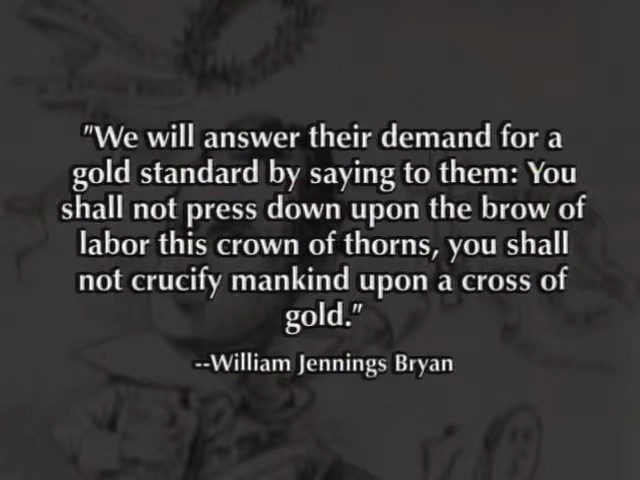 "We will answer their demand for a
gold standard by saying to them: You
shall not press down upon the brow of
labor this crown of thorns, you shall
not crucify mankind upon a cross of
gold."
--William Jennings Bryan